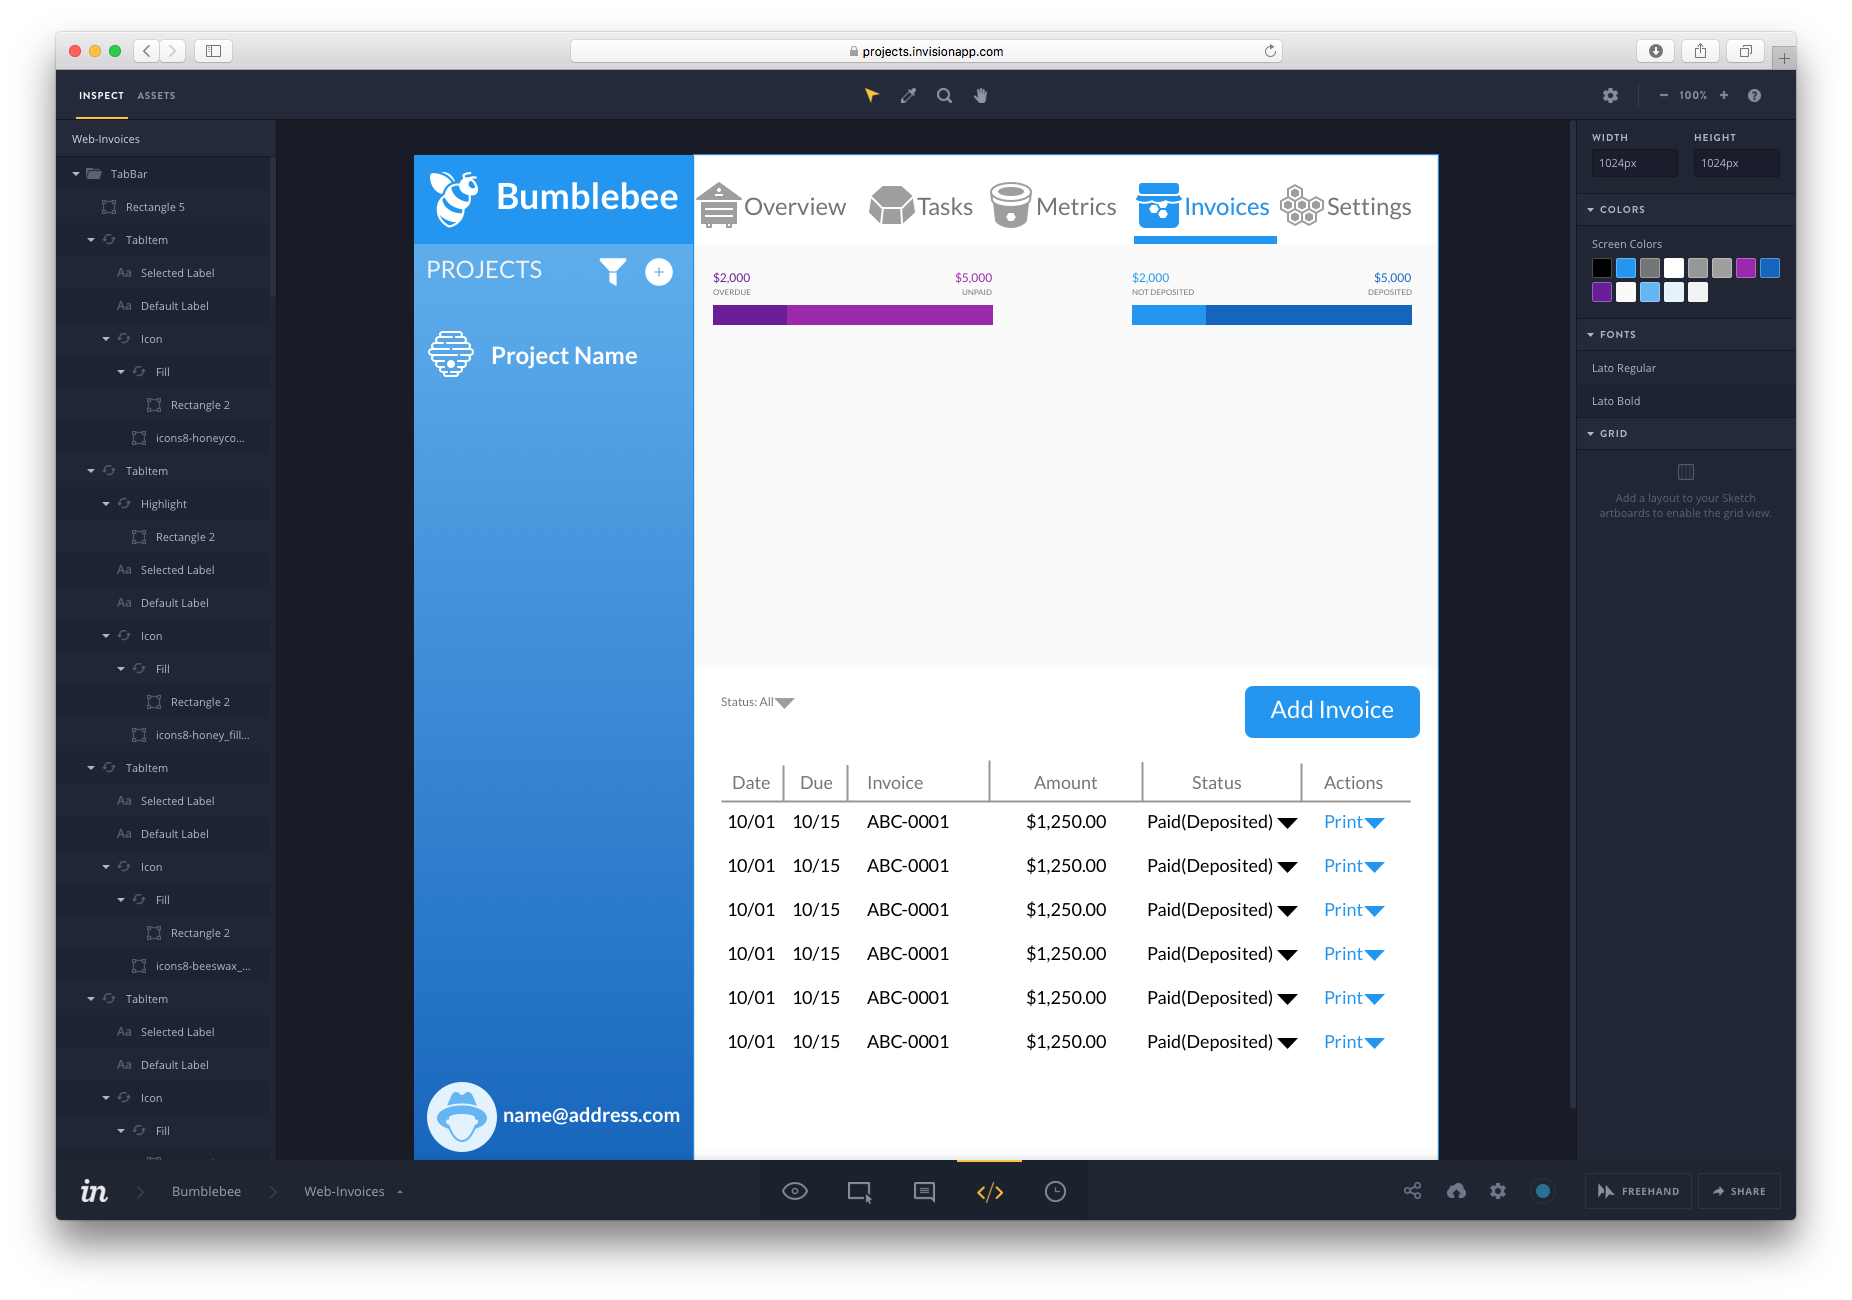 projects.invisionapp.com
INSPECT ASSETS
100%
Web-Invoices
TabBar
Rectangle 5
TabItem
Aa Selected Label
Aa Default Label
Icon
Fill
Rectangle 2
icons8-honeyco...
TabItem
Highlight
Rectangle 2
Aa Selected Label
Aa Default Label
Icon
Fill
Rectangle 2
icons8-honey_fill...
TabItem
Aa Selected Label
Aa Default Label
Icon
Fill
Rectangle 2
icons8-beeswax_...
TabItem
Aa Selected Label
Aa Default Label
Icon
Fill
Bumblebee
PROJECTS
Project Name
name@address.com
Overview Tasks Metrics Invoices Settings
$2,000 $5,000
OVERDUE UNPAID
$2,000 $5,000
NOT DEPOSITED DEPOSITED
Status: All
Add Invoice
Date Due Invoice Amount Status Actions
10/01 10/15 ABC-0001 $1,250.00 Paid(Deposited) Print
10/01 10/15 ABC-0001 $1,250.00 Paid(Deposited) Print
10/01 10/15 ABC-0001 $1,250.00 Paid(Deposited) Print
10/01 10/15 ABC-0001 $1,250.00 Paid(Deposited) Print
10/01 10/15 ABC-0001 $1,250.00 Paid(Deposited) Print
10/01 10/15 ABC-0001 $1,250.00 Paid(Deposited) Print
WIDTH HEIGHT
1024px 1024px
COLORS
Screen Colors
FONTS
Lato Regular
Lato Bold
GRID
Add a layout to your Sketch
artboards to enable the grid view.
in Bumblebee Web-Invoices
FREEHAND SHARE